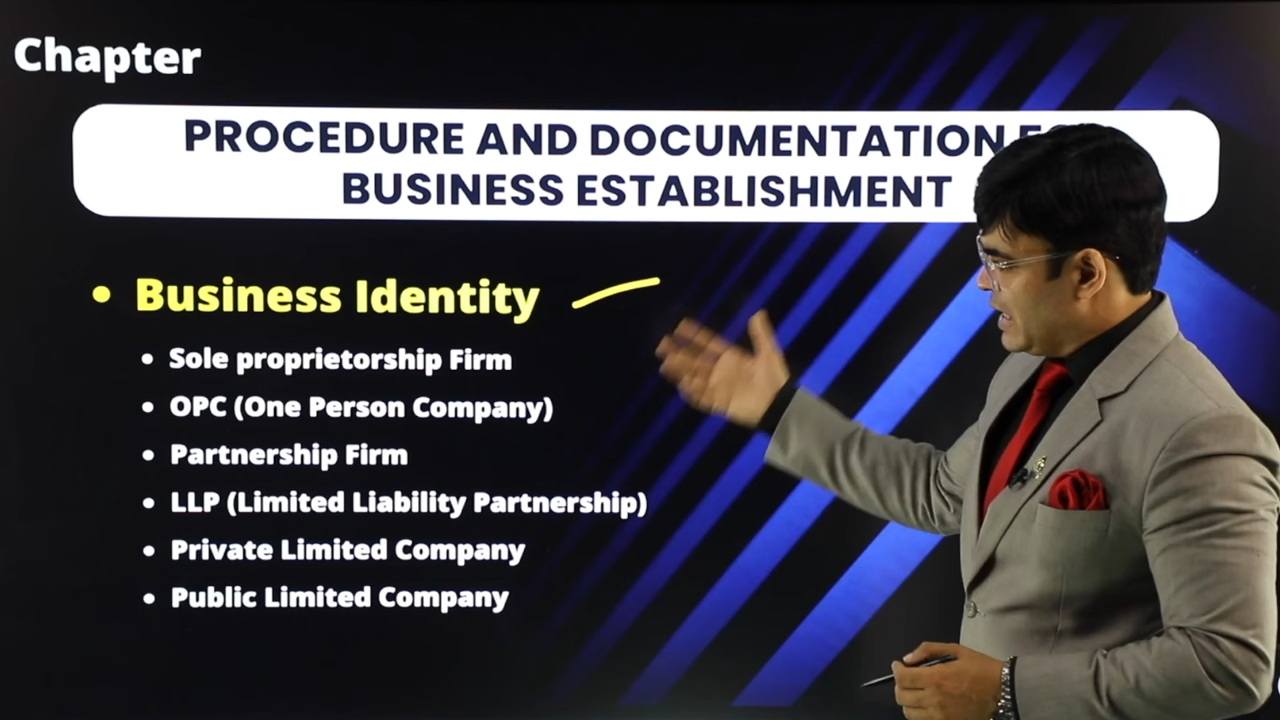 Chapter
PROCEDURE AND DOCUMENTATION
BUSINESS ESTABLISHMENT
• Business Identity
• Sole proprietorship Firm
• OPC (One Person Company)
• Partnership Firm
• LLP (Limited Liability Partnership)
• Private Limited Company
• Public Limited Company